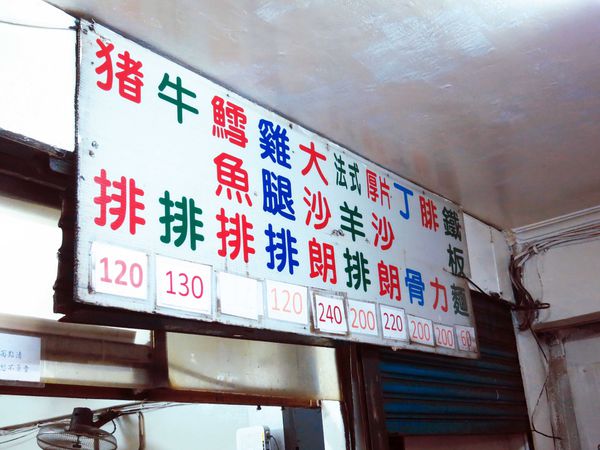 猪排 120
牛排 130
鱈魚排
雞腿排 120
大沙朗 240
法式羊排 200
厚片沙朗 220
丁骨 200
腓力 200
鐵板麵 60